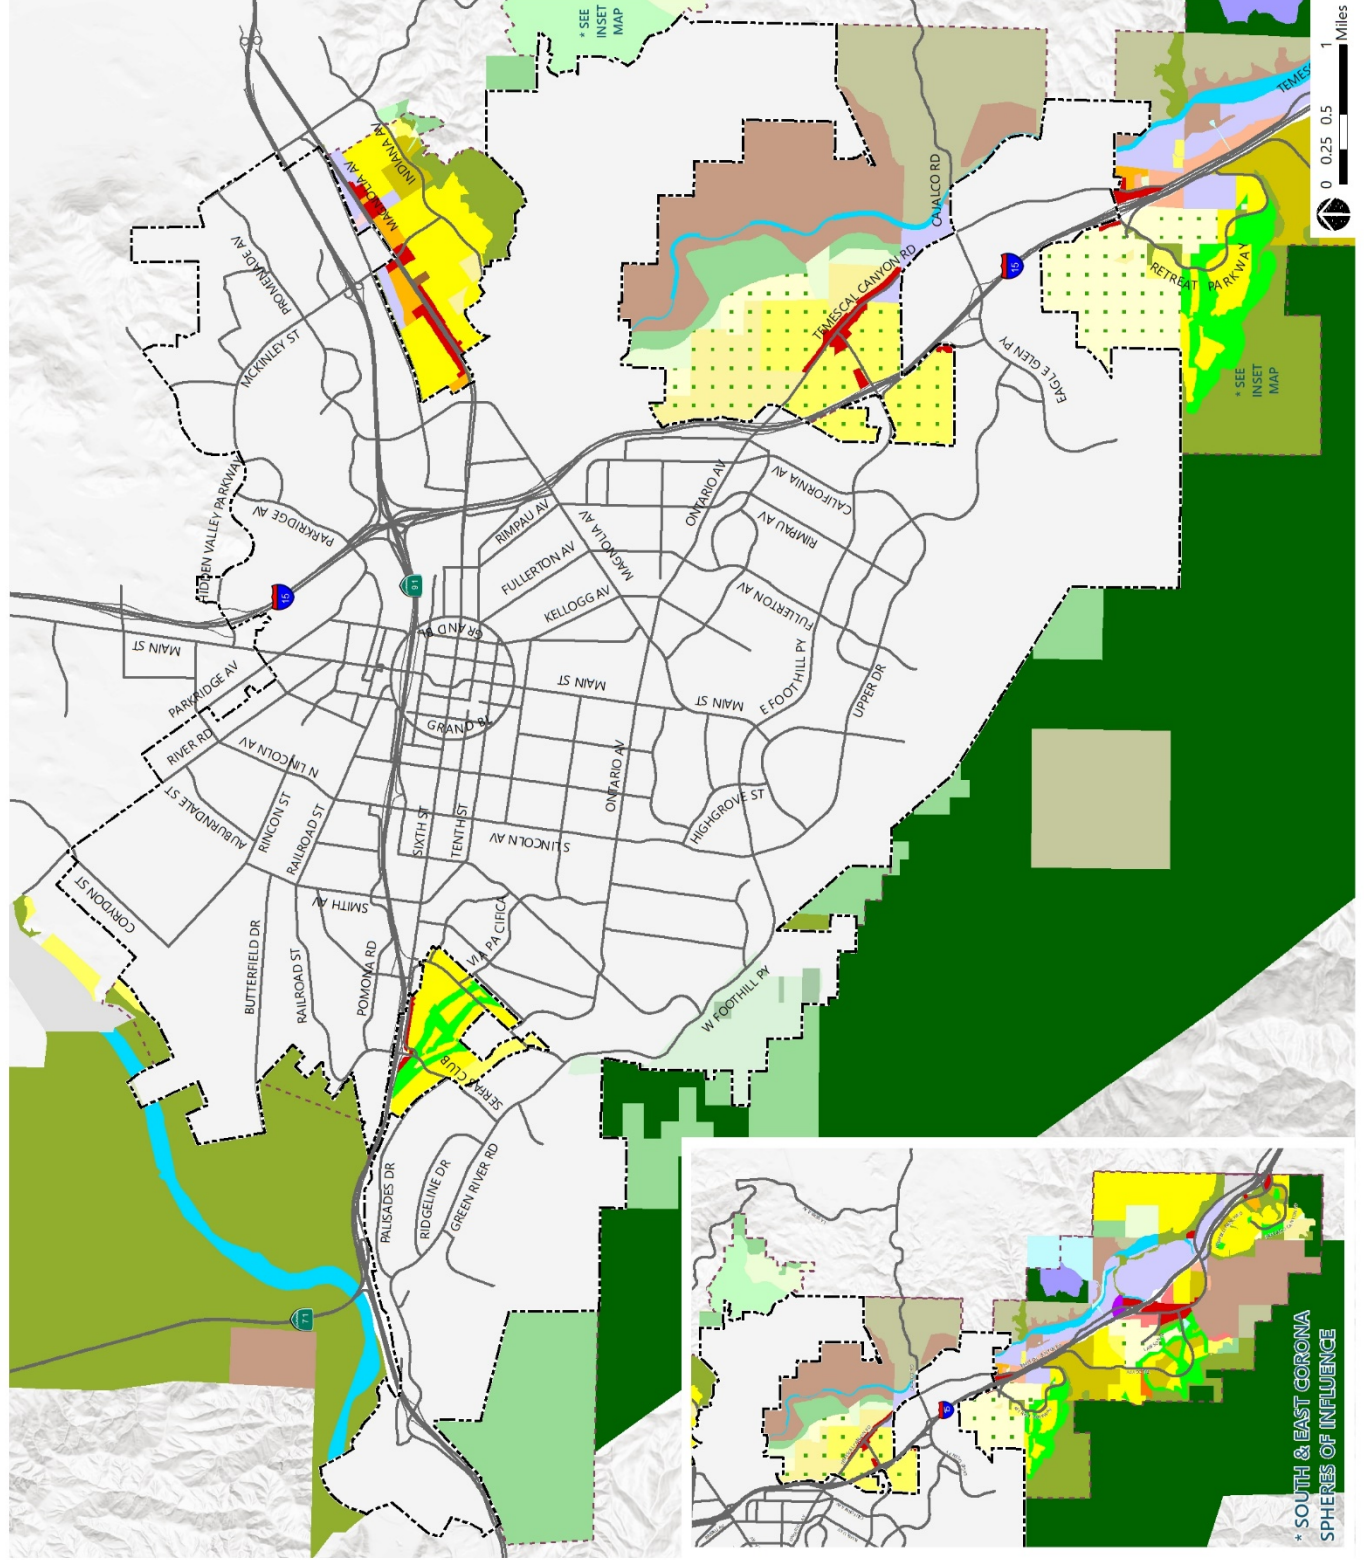 * SEE
INSET
MAP
0 0.25 0.5 1
Miles
TEMESC
INDIANA AV
MAGNOLIA AV
PROMENADE AV
MCKINLEY ST
HIDDEN VALLEY PARKWAY
PARKRIDGE AV
15
91
MAIN ST
PARKRIDGE AV
RIVER RD
N LINCOLN AV
AUBURNDALE ST
RINCON ST
RAILROAD ST
CORYDON ST
BUTTERFIELD DR
RAILROAD ST
SMITH AV
POMONA RD
SIXTH ST
TENTH ST
GRAND BL
GRAND BL
RIMPAU AV
FULLERTON AV
KELLOGG AV
MAGNOLIA AV
ONTARIO AV
CALIFORNIA AV
RIMPAU AV
FULLERTON AV
MAIN ST
MAIN ST
E FOOTHILL PY
UPPER DR
ONTARIO AV
HIGHGROVE ST
S LINCOLN AV
VIA PACIFICA
W FOOTHILL PY
SERFAS CLUB
PALISADES DR
RIDGELINE DR
GREEN RIVER RD
71
CAJALCO RD
TEMESCAL CANYON RD
15
EAGLE GLEN PY
RETREAT PARKWAY
* SEE
INSET
MAP
15
* SOUTH & EAST CORONA
SPHERES OF INFLUENCE